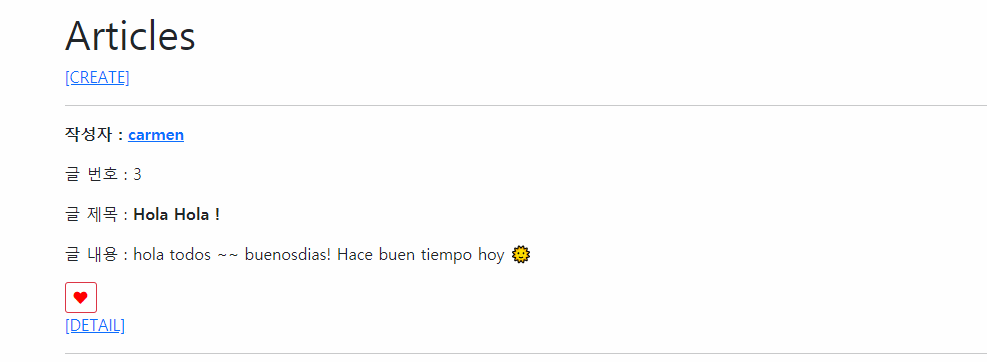 Articles
[CREATE]
작성자 : carmen
글 번호 : 3
글 제목 : Hola Hola !
글 내용 : hola todos ~~ buenosdias! Hace buen tiempo hoy 🌞
[DETAIL]